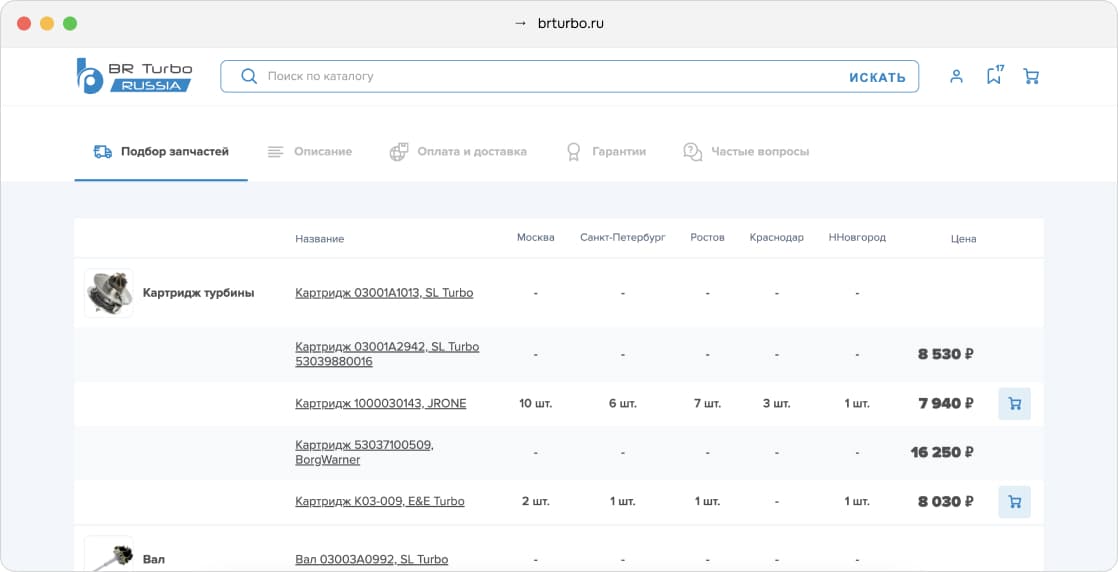 → brturbo.ru
BR Turbo
RUSSIA
Поиск по каталогу
ИСКАТЬ
17
Подбор запчастей
Описание
Оплата и доставка
Гарантии
Частые вопросы
Название Москва Санкт-Петербург Ростов Краснодар ННовгород Цена
Картридж турбины Картридж 03001A1013, SL Turbo - - - - -
Картридж 03001A2942, SL Turbo
53039880016 - - - - - 8 530 ₽
Картридж 1000030143, JRONE 10 шт. 6 шт. 7 шт. 3 шт. 1 шт. 7 940 ₽
Картридж 53037100509,
BorgWarner - - - - - 16 250 ₽
Картридж K03-009, E&E Turbo 2 шт. 1 шт. 1 шт. - 1 шт. 8 030 ₽
Вал Вал 03003A0992, SL Turbo - - - - -